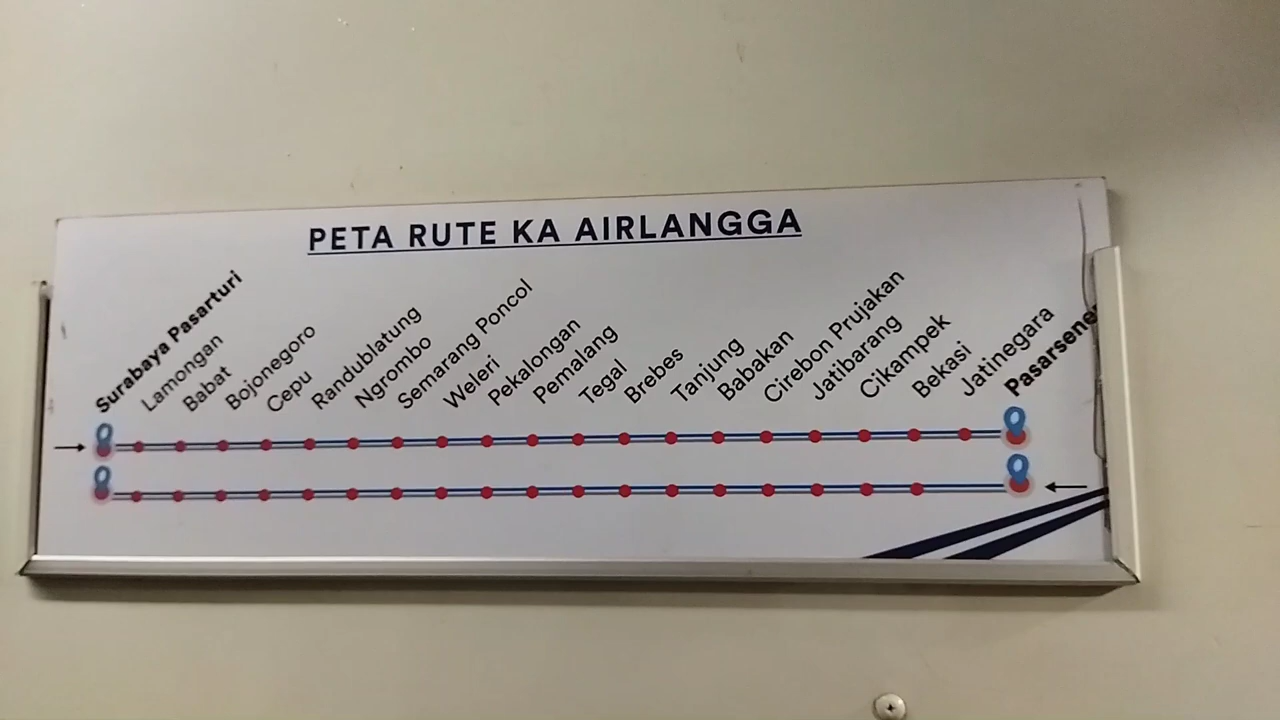 PETA RUTE KA AIRLANGGA
Surabaya Pasarturi
Lamongan
Babat
Bojonegoro
Cepu
Randublatung
Ngrombo
Semarang Poncol
Weleri
Pekalongan
Pemalang
Tegal
Brebes
Tanjung
Babakan
Cirebon Prujakan
Jatibarang
Cikampek
Bekasi
Jatinegara
Pasarsenen